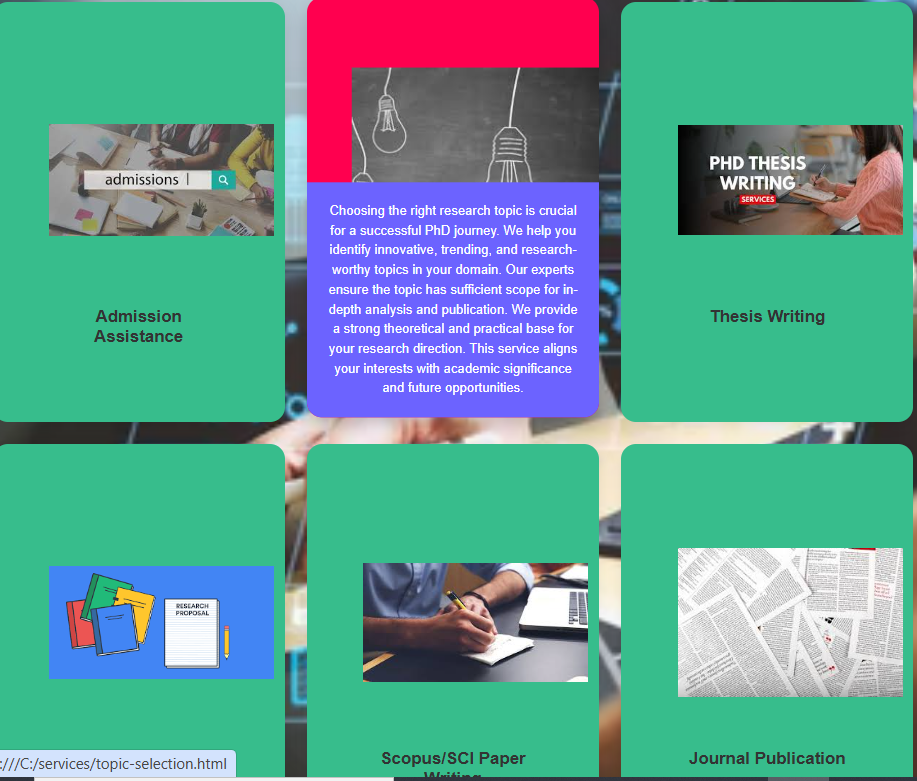 admissions
Choosing the right research topic is crucial
for a successful PhD journey. We help you
identify innovative, trending, and research-
worthy topics in your domain. Our experts
ensure the topic has sufficient scope for in-
depth analysis and publication. We provide
a strong theoretical and practical base for
your research direction. This service aligns
your interests with academic significance
and future opportunities.
PHD THESIS
WRITING
SERVICES
Admission
Assistance
Thesis Writing
RESEARCH
PROPOSAL
Scopus/SCI Paper
Writing
Journal Publication
:///C:/services/topic-selection.html